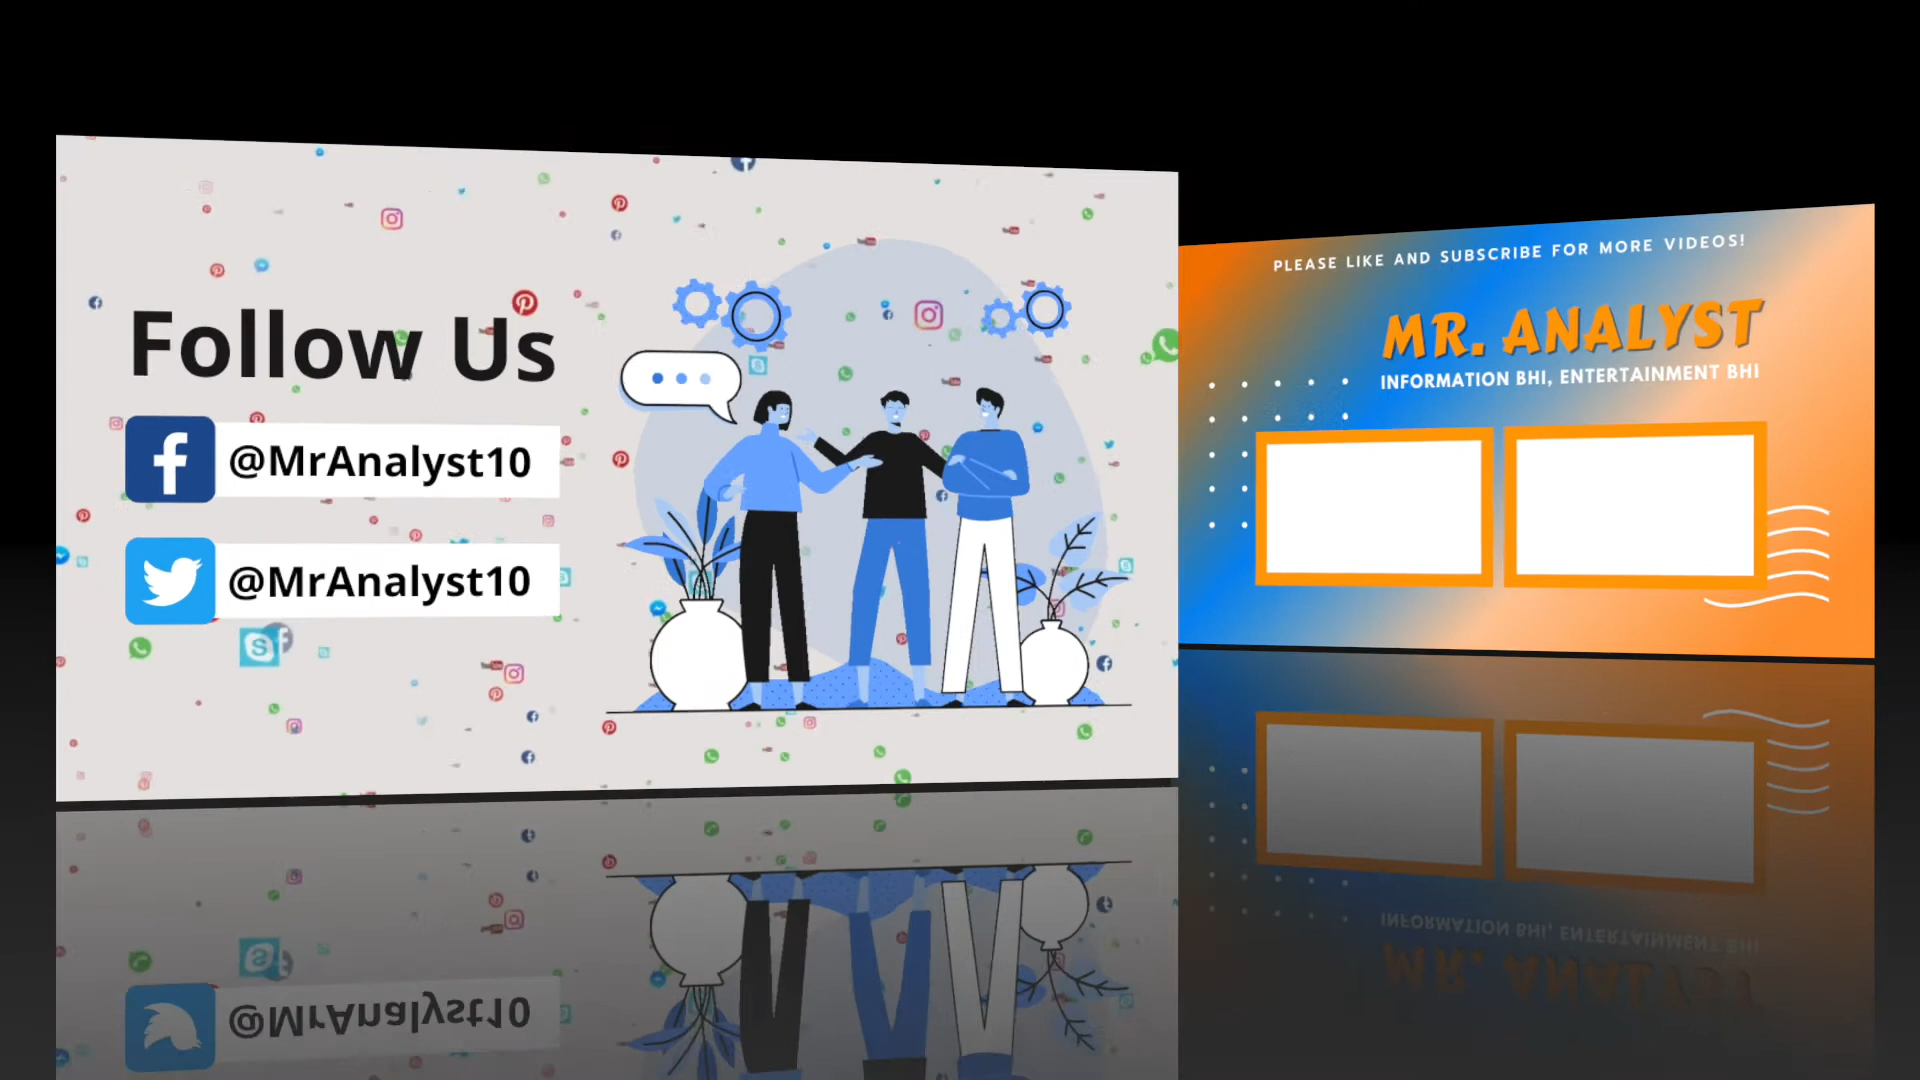 Follow Us
@MrAnalyst10
@MrAnalyst10
PLEASE LIKE AND SUBSCRIBE FOR MORE VIDEOS!
MR. ANALYST
INFORMATION BHI, ENTERTAINMENT BHI